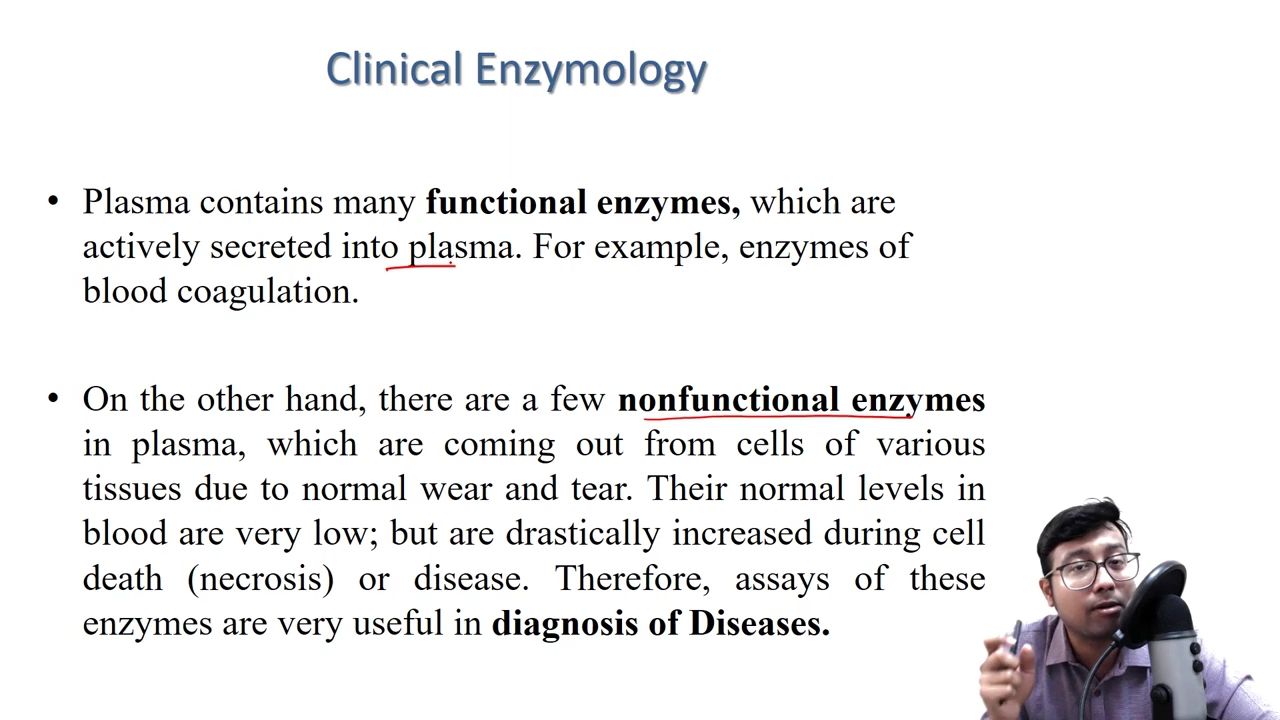 Clinical Enzymology
• Plasma contains many functional enzymes, which are
actively secreted into plasma. For example, enzymes of
blood coagulation.
• On the other hand, there are a few nonfunctional enzymes
in plasma, which are coming out from cells of various
tissues due to normal wear and tear. Their normal levels in
blood are very low; but are drastically increased during cell
death (necrosis) or disease. Therefore, assays of these
enzymes are very useful in diagnosis of Diseases.